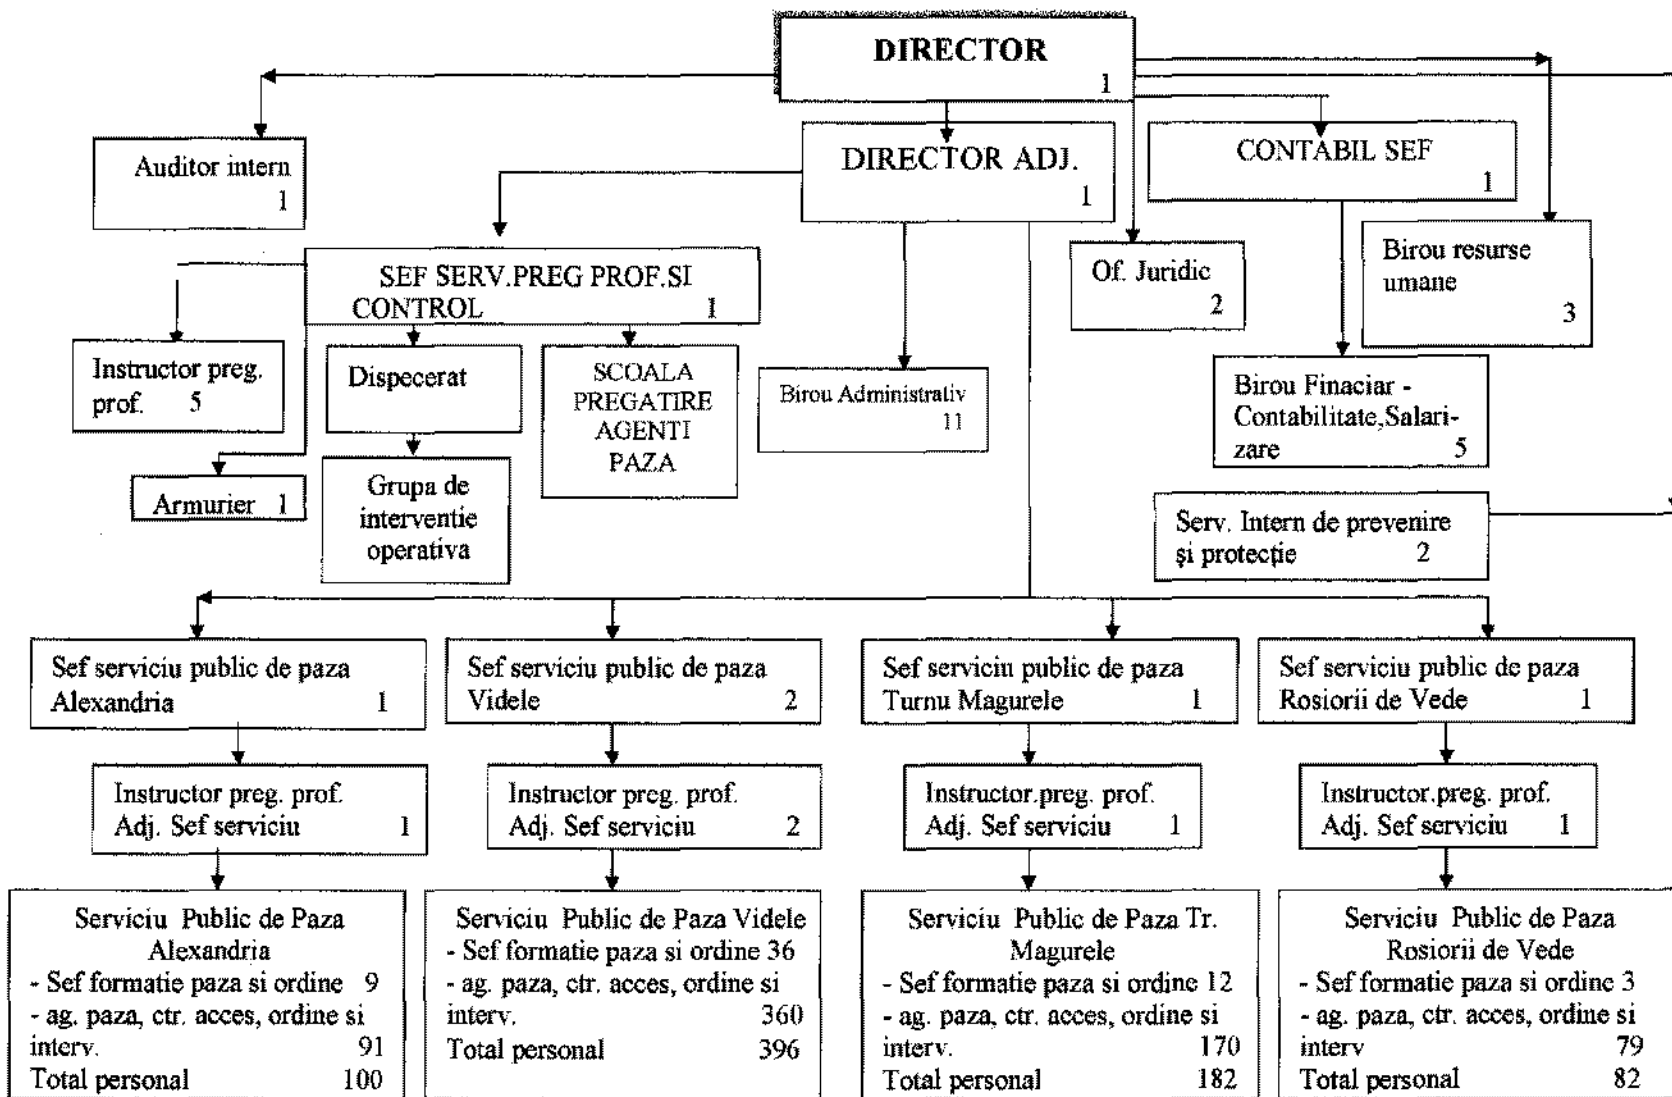 DIRECTOR
1
Auditor intern
1
DIRECTOR ADJ.
1
CONTABIL SEF
1
SEF SERV.PREG PROF.SI
CONTROL 1
Of. Juridic
2
Birou resurse
umane
3
Instructor preg.
prof. 5
Dispecerat
SCOALA
PREGATIRE
AGENTI
PAZA
Birou Administrativ
11
Birou Finaciar -
Contabilitate,Salari-
zare 5
Armurier 1
Grupa de
interventie
operativa
Serv. Intern de prevenire
şi protecţie 2
Sef serviciu public de paza
Alexandria 1
Sef serviciu public de paza
Videle 2
Sef serviciu public de paza
Turnu Magurele 1
Sef serviciu public de paza
Rosiorii de Vede 1
Instructor preg. prof.
Adj. Sef serviciu 1
Instructor preg. prof.
Adj. Sef serviciu 2
Instructor.preg. prof.
Adj. Sef serviciu 1
Instructor.preg. prof.
Adj. Sef serviciu 1
Serviciu Public de Paza
Alexandria
- Sef formatie paza si ordine 9
- ag. paza, ctr. acces, ordine si
interv. 91
Total personal 100
Serviciu Public de Paza Videle
- Sef formatie paza si ordine 36
- ag. paza, ctr. acces, ordine si
interv. 360
Total personal 396
Serviciu Public de Paza Tr.
Magurele
- Sef formatie paza si ordine 12
- ag. paza, ctr. acces, ordine si
interv. 170
Total personal 182
Serviciu Public de Paza
Rosiorii de Vede
- Sef formatie paza si ordine 3
- ag. paza, ctr. acces, ordine si
interv 79
Total personal 82